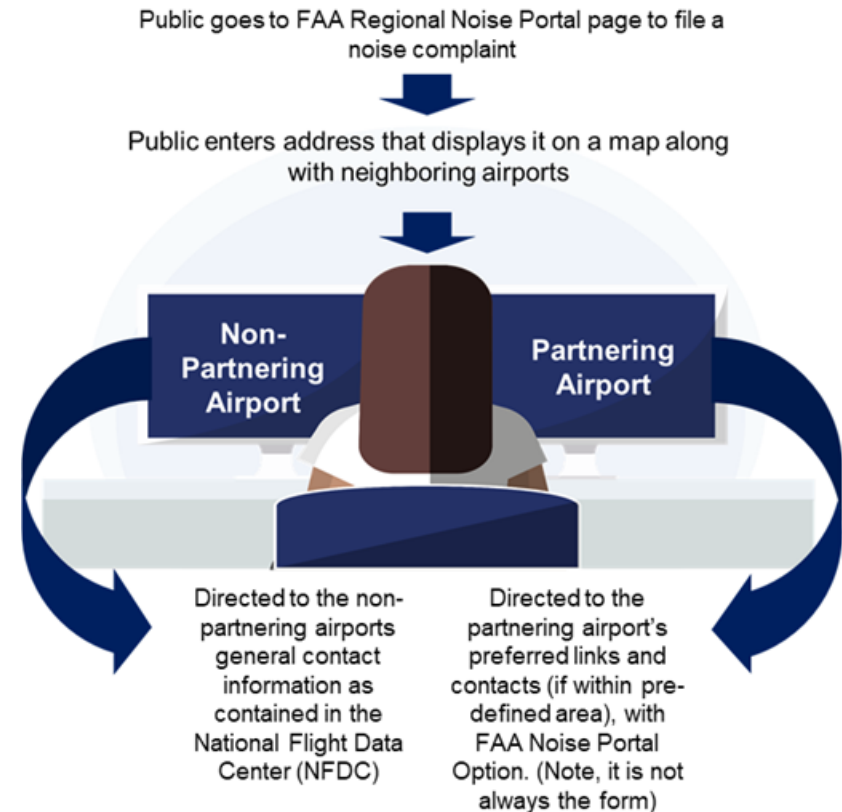 Public goes to FAA Regional Noise Portal page to file a
noise complaint
Public enters address that displays it on a map along
with neighboring airports
Non-
Partnering
Airport
Partnering
Airport
Directed to the non-
partnering airports
general contact
information as
contained in the
National Flight Data
Center (NFDC)
Directed to the
partnering airport's
preferred links and
contacts (if within pre-
defined area), with
FAA Noise Portal
Option. (Note, it is not
always the form)